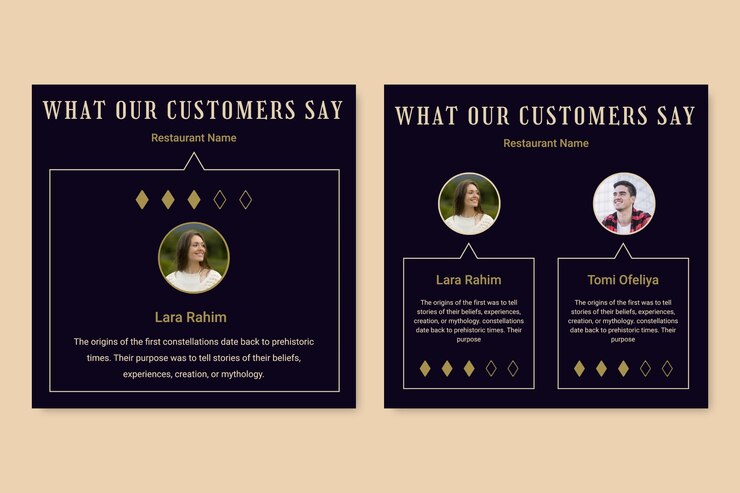 WHAT OUR CUSTOMERS SAY
Restaurant Name
Lara Rahim
The origins of the first constellations date back to prehistoric
times. Their purpose was to tell stories of their beliefs,
experiences, creation, or mythology.
WHAT OUR CUSTOMERS SAY
Restaurant Name
Lara Rahim
The origins of the first was to tell
stories of their beliefs, experiences,
creation, or mythology. constellations
date back to prehistoric times. Their
purpose
Tomi Ofeliya
The origins of the first was to tell
stories of their beliefs, experiences,
creation, or mythology. constellations
date back to prehistoric times. Their
purpose